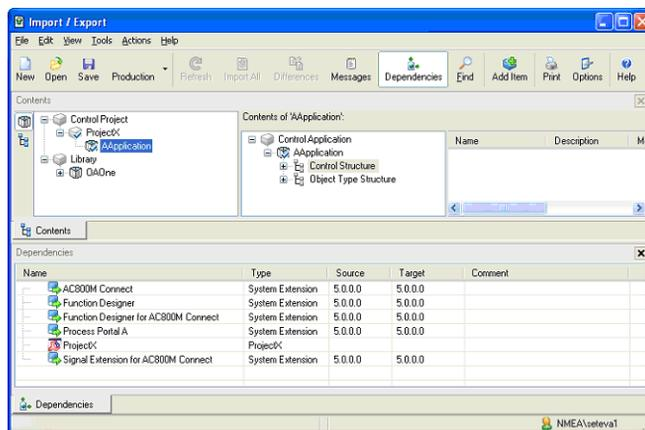 Import / Export
File Edit View Tools Actions Help
New Open Save Production Refresh Import All Differences Messages Dependencies Find Add Item Print Options Help
Contents
Control Project
ProjectX
AApplication
Library
OAOne
Contents of 'AApplication':
Control Application
AApplication
Control Structure
Object Type Structure
Name Description M
Contents
Dependencies
Name Type Source Target Comment
AC800M Connect System Extension 5.0.0.0 5.0.0.0
Function Designer System Extension 5.0.0.0 5.0.0.0
Function Designer for AC800M Connect System Extension 5.0.0.0 5.0.0.0
Process Portal A System Extension 5.0.0.0 5.0.0.0
ProjectX ProjectX
Signal Extension for AC800M Connect System Extension 5.0.0.0 5.0.0.0
Dependencies
NMEA\seteva1